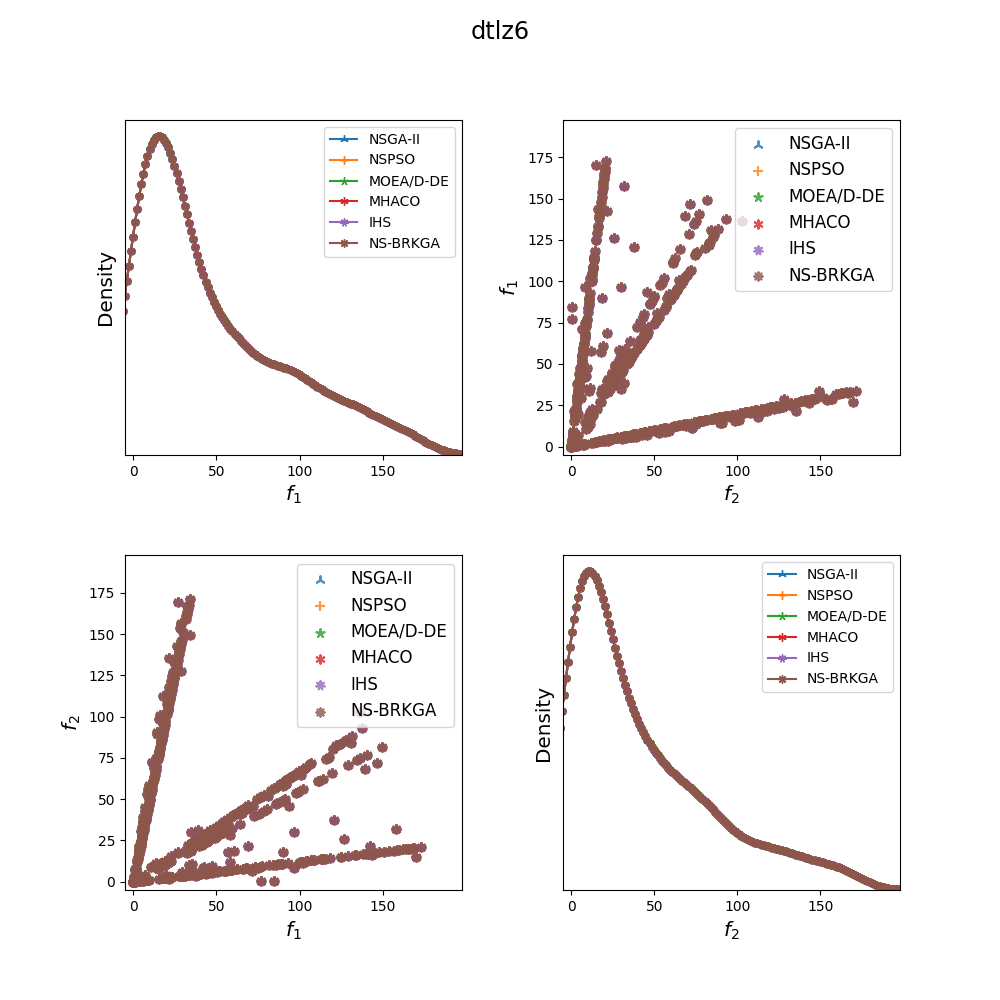 dtlz6
Density
NSGA-II
NSPSO
MOEA/D-DE
MHACO
IHS
NS-BRKGA
0 50 100 150
f1
f1
175
150
125
100
75
50
25
0
NSGA-II
NSPSO
MOEA/D-DE
MHACO
IHS
NS-BRKGA
0 50 100 150
f2
f2
175
150
125
100
75
50
25
0
NSGA-II
NSPSO
MOEA/D-DE
MHACO
IHS
NS-BRKGA
0 50 100 150
f1
Density
NSGA-II
NSPSO
MOEA/D-DE
MHACO
IHS
NS-BRKGA
0 50 100 150
f2